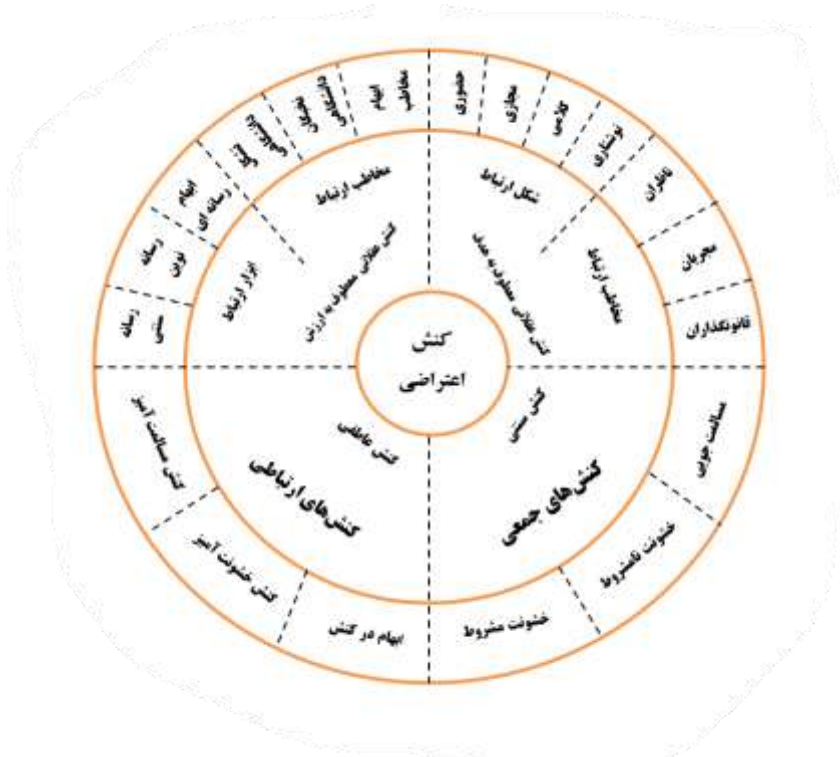 کنش
اعتراضی
کنش عقلانی معطوف به هدف
کنش سنتی
کنش عاطفی
کنش عقلانی معطوف به ارزش
شکل ارتباط
مخاطب ارتباط
کنش‌های جمعی
کنش‌های ارتباطی
ابزار ارتباط
مخاطب ارتباط
حضوری
مجازی
کلامی
نوشتاری
ناظران
مجریان
قانونگذاران
مسالمت جویی
خشونت نامشروط
خشونت مشروط
ابهام در کنش
کنش خشونت آمیز
کنش مسالمت آمیز
رسانه
سنتی
رسانه
نوین
ابهام
رسانه ای
دانشگاهی
ابهام
مخاطب